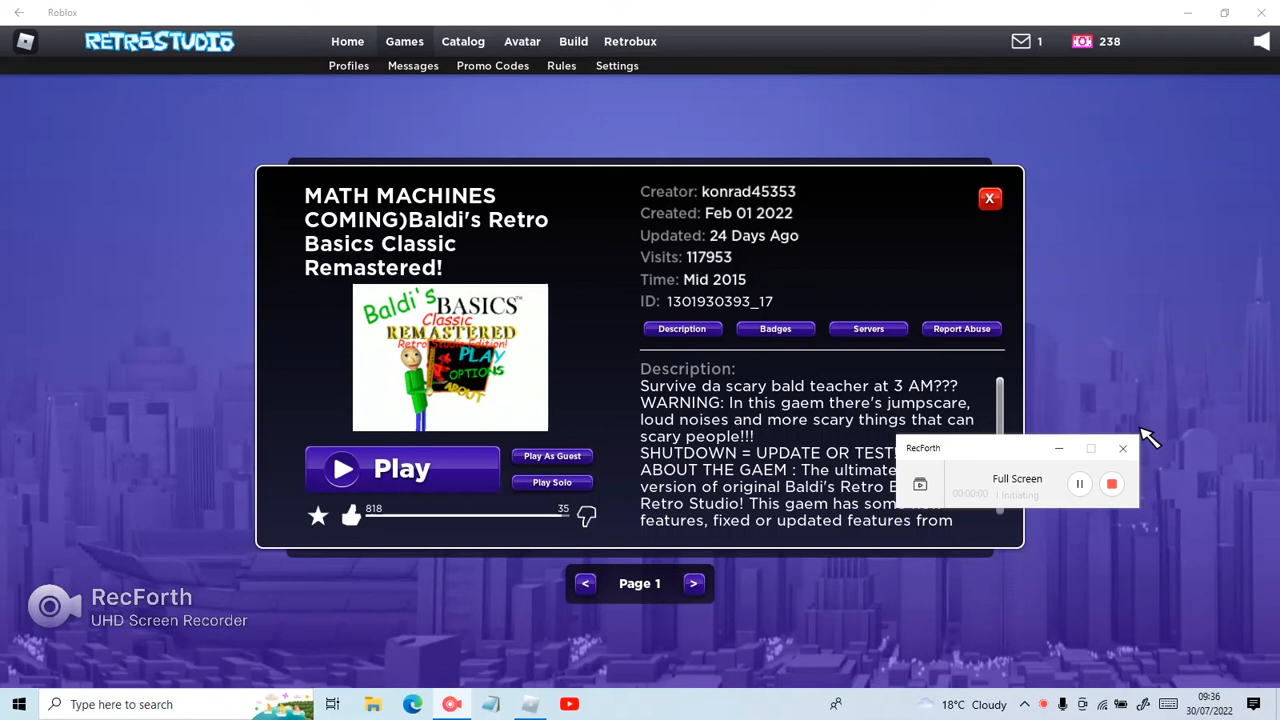 Roblox
RETROSTUDIO
Home Games Catalog Avatar Build Retrobux
1
238
Profiles Messages Promo Codes Rules Settings
MATH MACHINES
COMING)Baldi's Retro
Basics Classic
Remastered!
Baldi's
BASICS™
Classic
REMASTERED
Retro Studio Edition!
PLAY
OPTIONS
ABOUT
Play
Play As Guest
Play Solo
818
35
Creator: konrad45353
Created: Feb 01 2022
Updated: 24 Days Ago
Visits: 117953
Time: Mid 2015
ID: 1301930393_17
X
Description Badges Servers Report Abuse
Description:
Survive da scary bald teacher at 3 AM???
WARNING: In this gaem there's jumpscare,
loud noises and more scary things that can
scary people!!!
SHUTDOWN = UPDATE OR TEST!
ABOUT THE GAEM : The ultimate
version of original Baldi's Retro
Retro Studio! This gaem has some
features, fixed or updated features from
RecForth
Full Screen
00:00:00
! Initiating
< Page 1 >
RecForth
UHD Screen Recorder
Type here to search
18°C Cloudy
09:36
30/07/2022